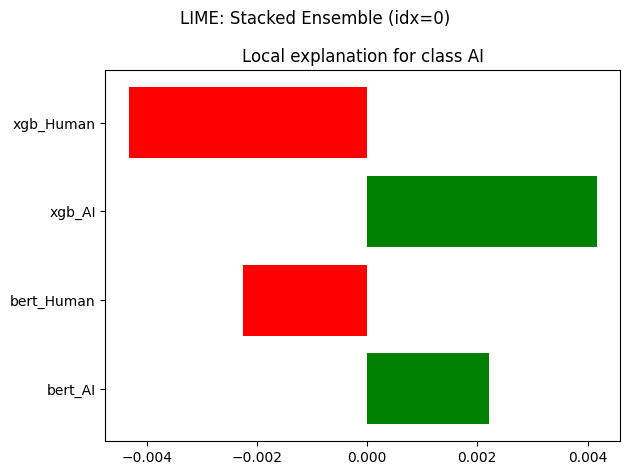 LIME: Stacked Ensemble (idx=0)
Local explanation for class AI
xgb_Human
xgb_AI
bert_Human
bert_AI
−0.004 −0.002 0.000 0.002 0.004